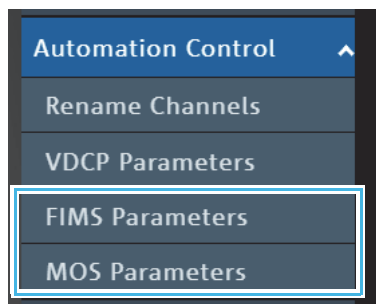 Automation Control
Rename Channels
VDCP Parameters
FIMS Parameters
MOS Parameters